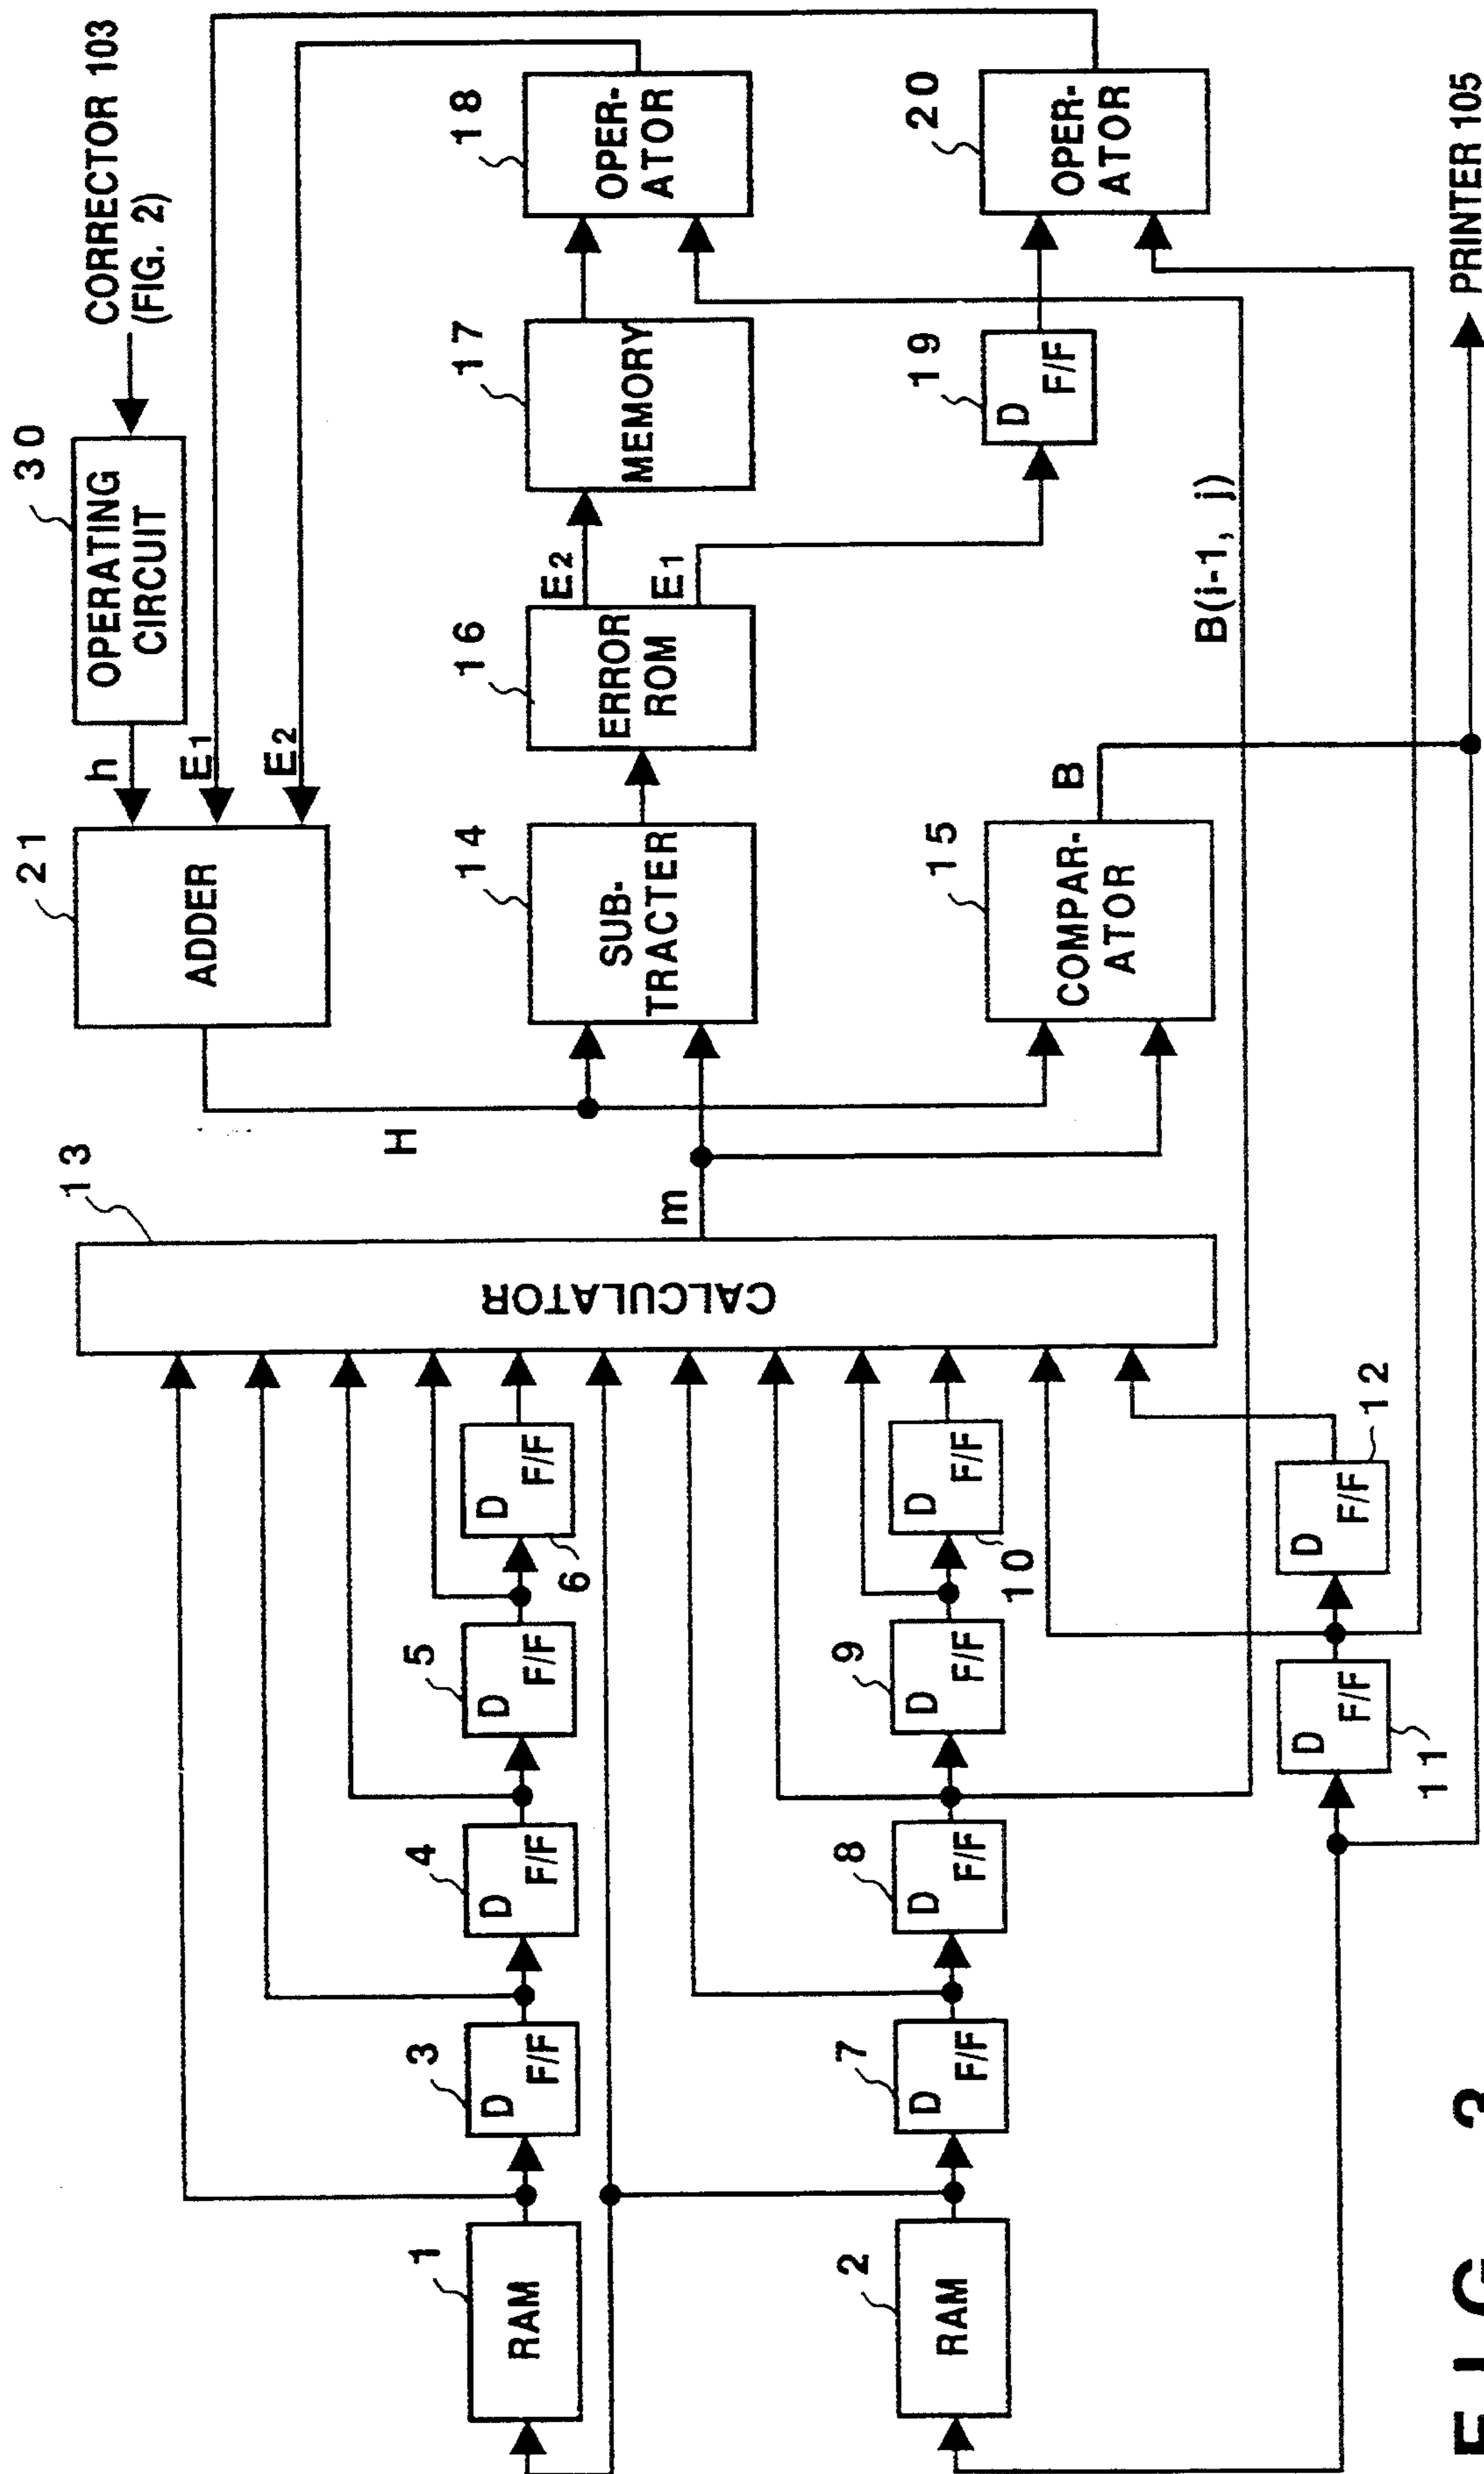 FIG. 3
1
RAM
3
D
F/F
4
D
F/F
5
D
F/F
6
D
F/F
2
RAM
7
D
F/F
8
D
F/F
9
D
F/F
10
D
F/F
11
D
F/F
12
D
F/F
13
CALCULATOR
m
H
21
ADDER
h
E1
E2
30
OPERATING
CIRCUIT
CORRECTOR 103
(FIG. 2)
14
SUB-
TRACTER
16
ERROR
ROM
E2
E1
17
MEMORY
18
OPER-
ATOR
15
COMPAR-
ATOR
B
19
D
F/F
20
OPER-
ATOR
B(i-1, j)
PRINTER 105